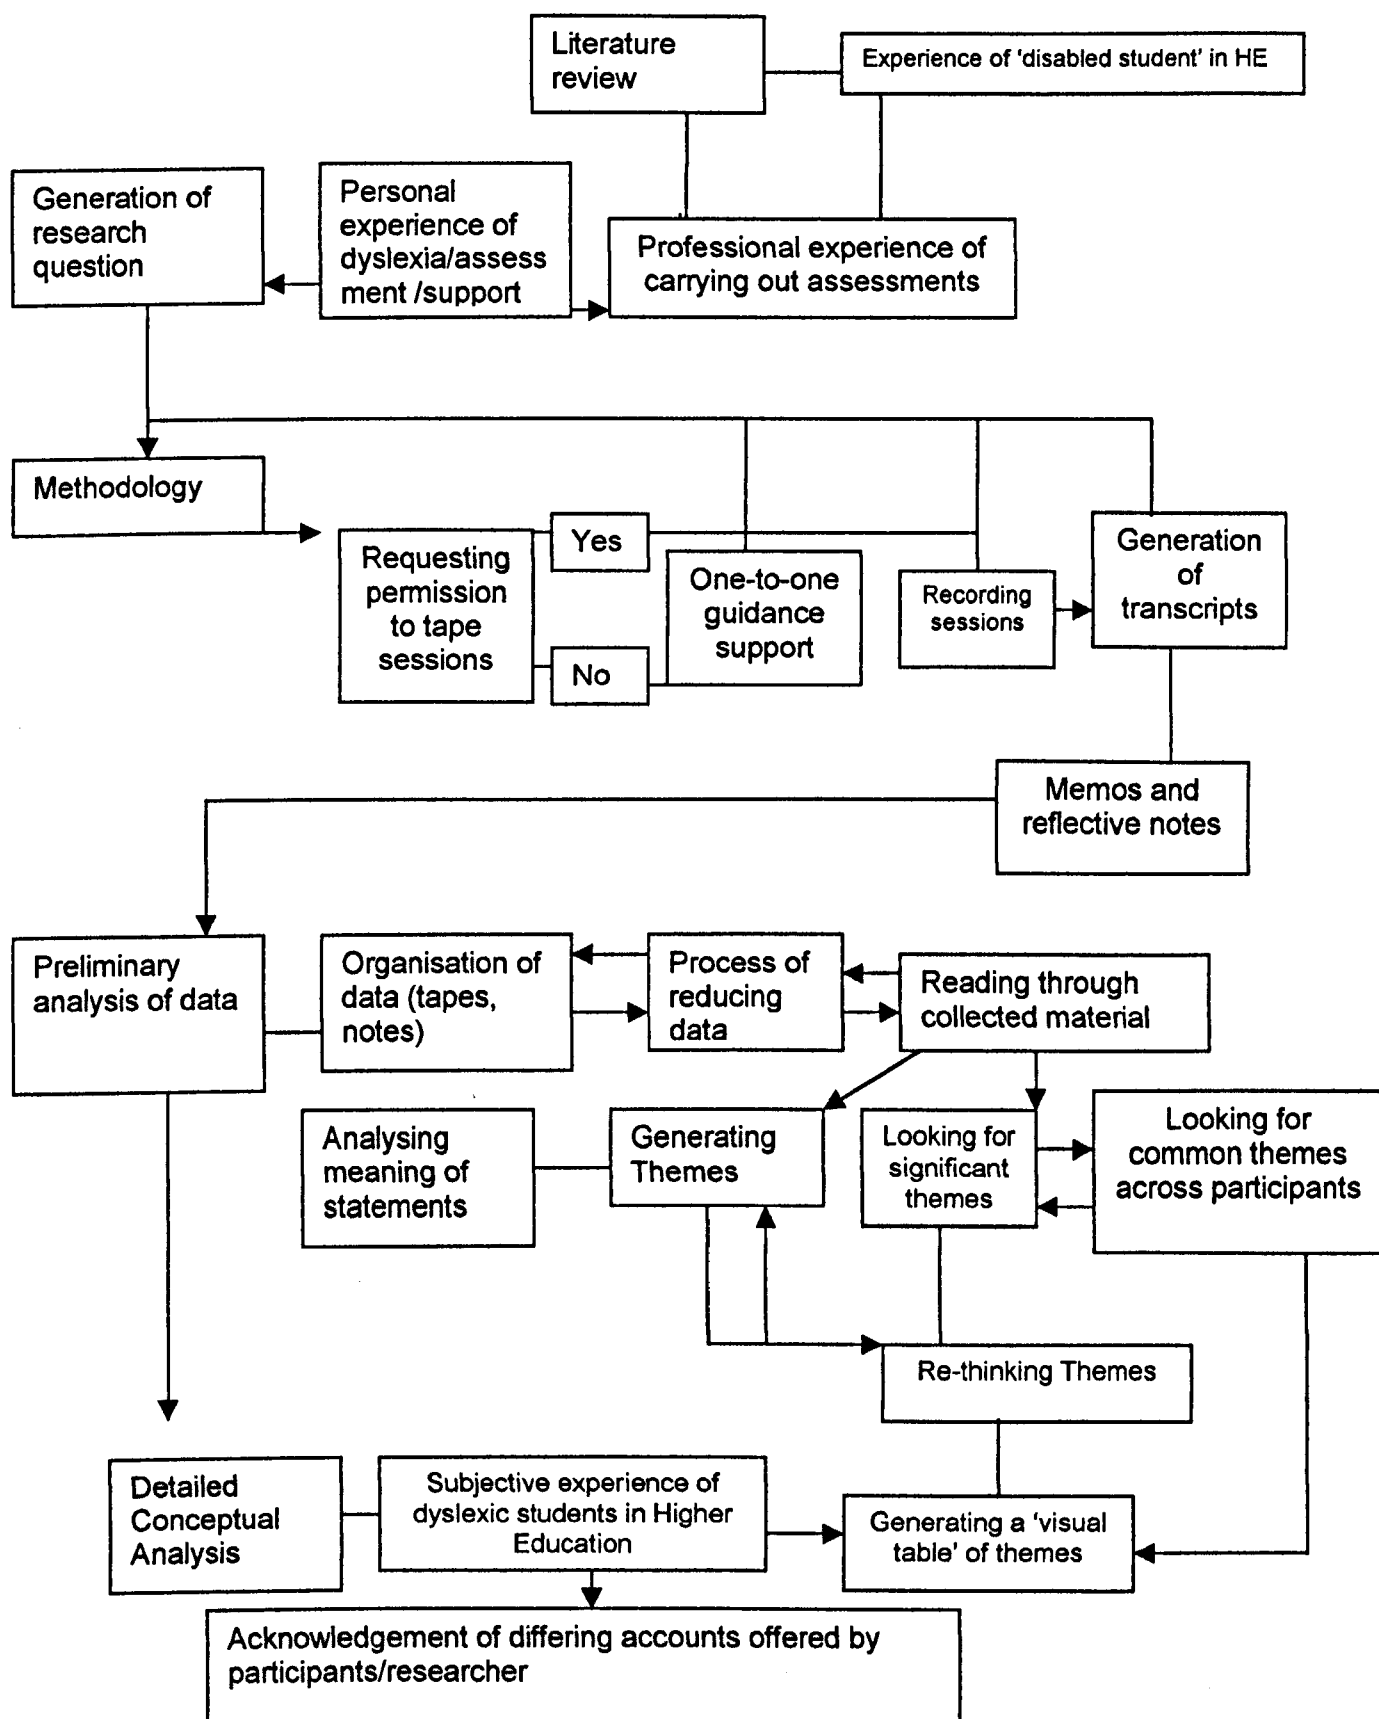 Literature
review
Experience of 'disabled student' in HE
Generation of
research
question
Personal
experience of
dyslexia/assess
ment /support
Professional experience of
carrying out assessments
Methodology
Requesting
permission
to tape
sessions
Yes
No
One-to-one
guidance
support
Recording
sessions
Generation
of
transcripts
Memos and
reflective notes
Preliminary
analysis of data
Organisation of
data (tapes,
notes)
Process of
reducing
data
Reading through
collected material
Analysing
meaning of
statements
Generating
Themes
Looking for
significant
themes
Looking for
common themes
across participants
Re-thinking Themes
Detailed
Conceptual
Analysis
Subjective experience of
dyslexic students in Higher
Education
Generating a 'visual
table' of themes
Acknowledgement of differing accounts offered by
participants/researcher